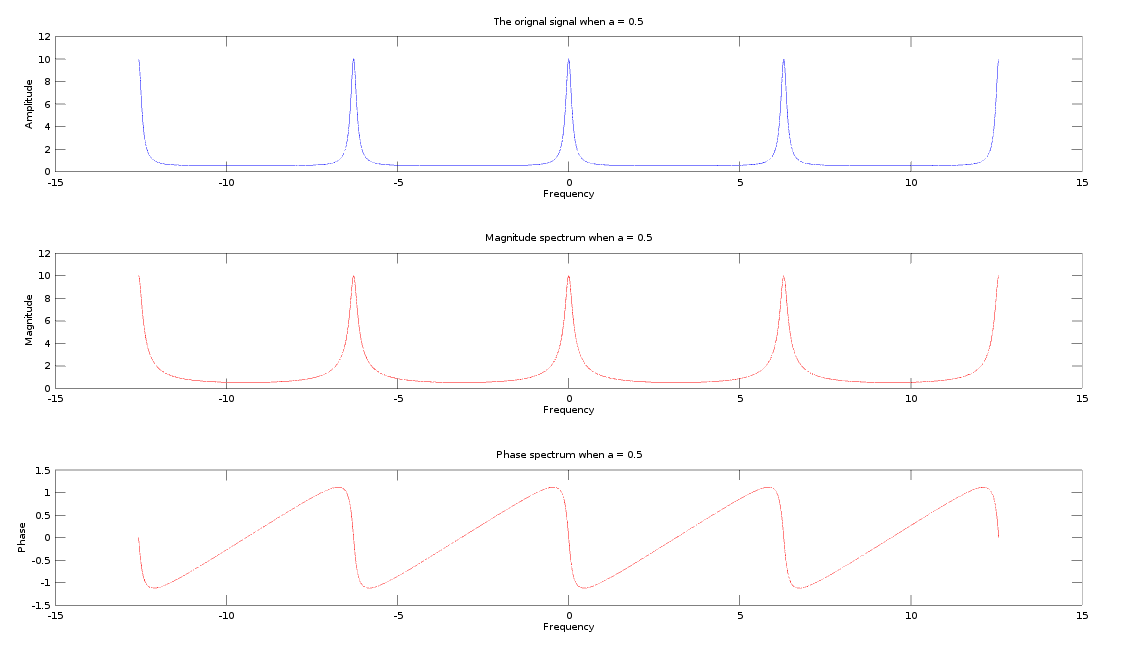 The orignal signal when a = 0.5
12
10
8
6
4
2
0
Amplitude
-15 -10 -5 0 5 10 15
Frequency
Magnitude spectrum when a = 0.5
12
10
8
6
4
2
0
Magnitude
-15 -10 -5 0 5 10 15
Frequency
Phase spectrum when a = 0.5
1.5
1
0.5
0
-0.5
-1
-1.5
Phase
-15 -10 -5 0 5 10 15
Frequency